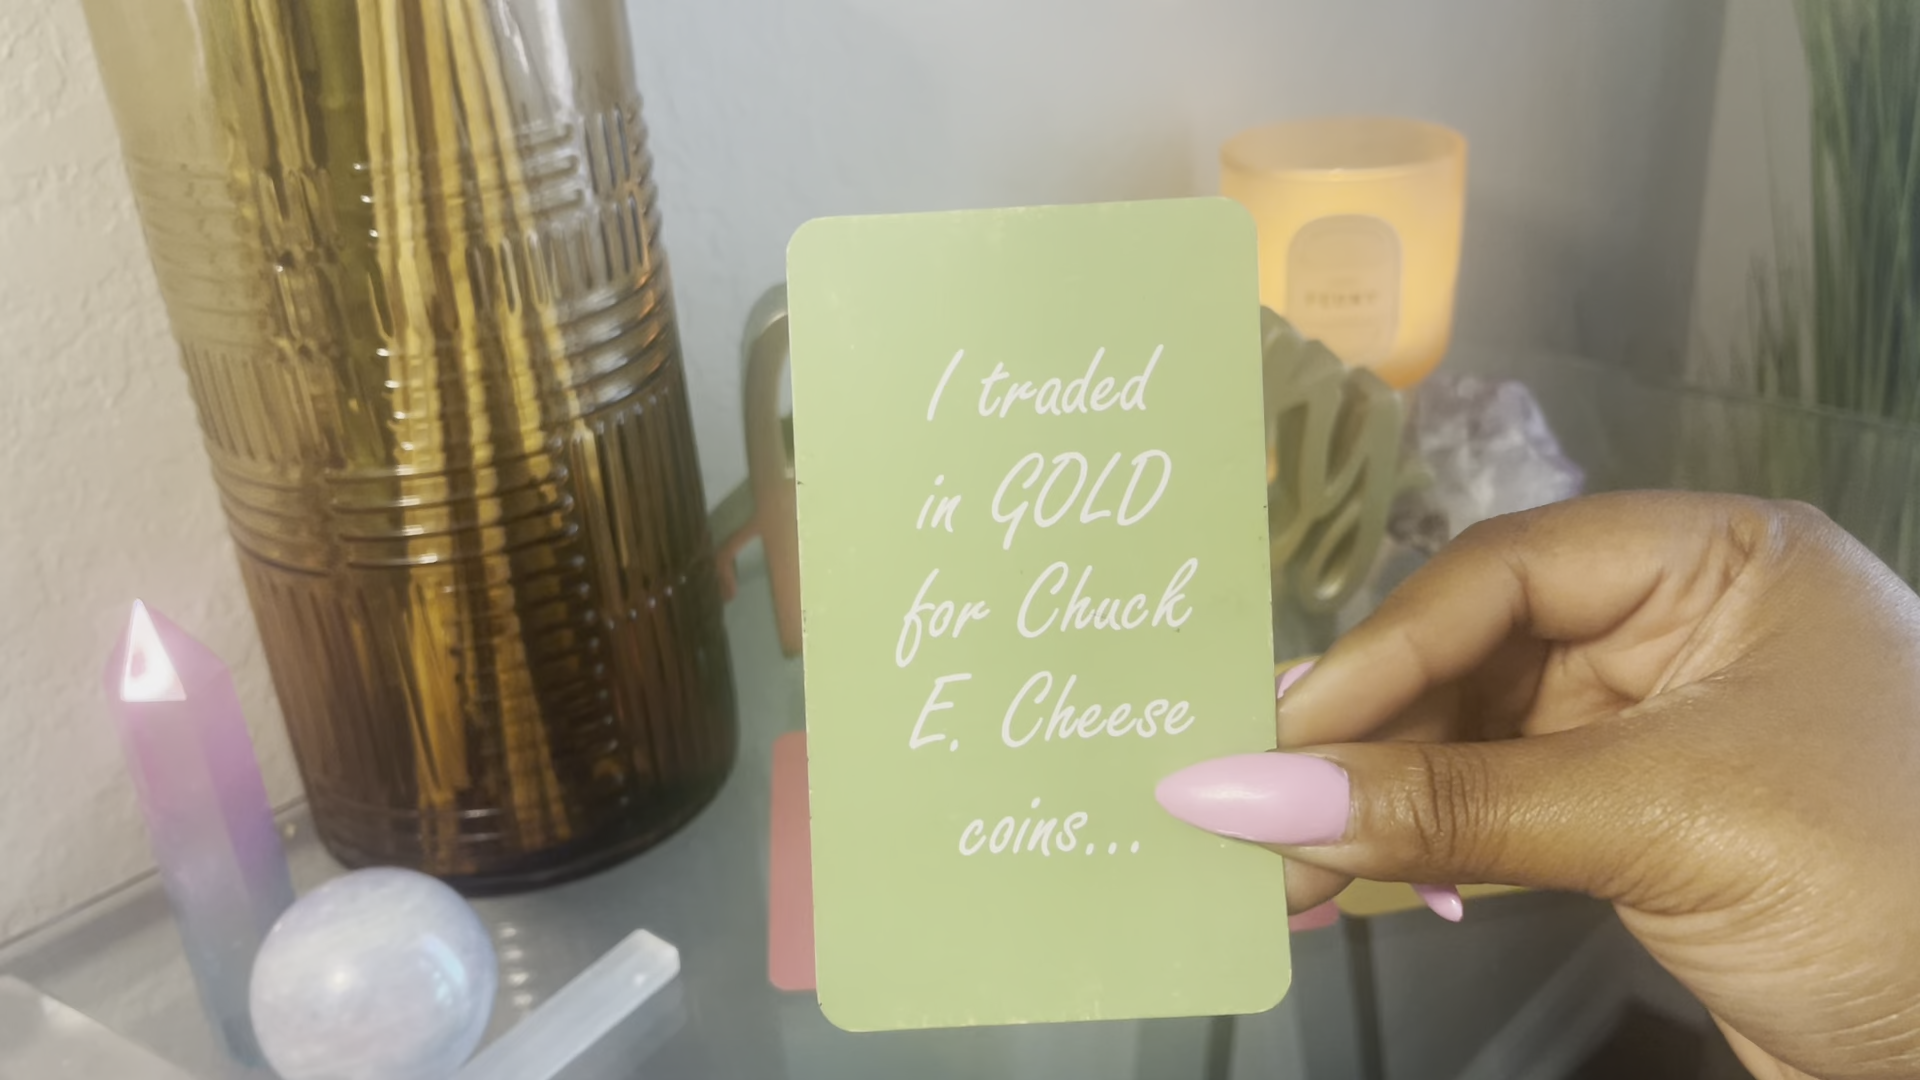 I traded
in GOLD
for Chuck
E. Cheese
coins...